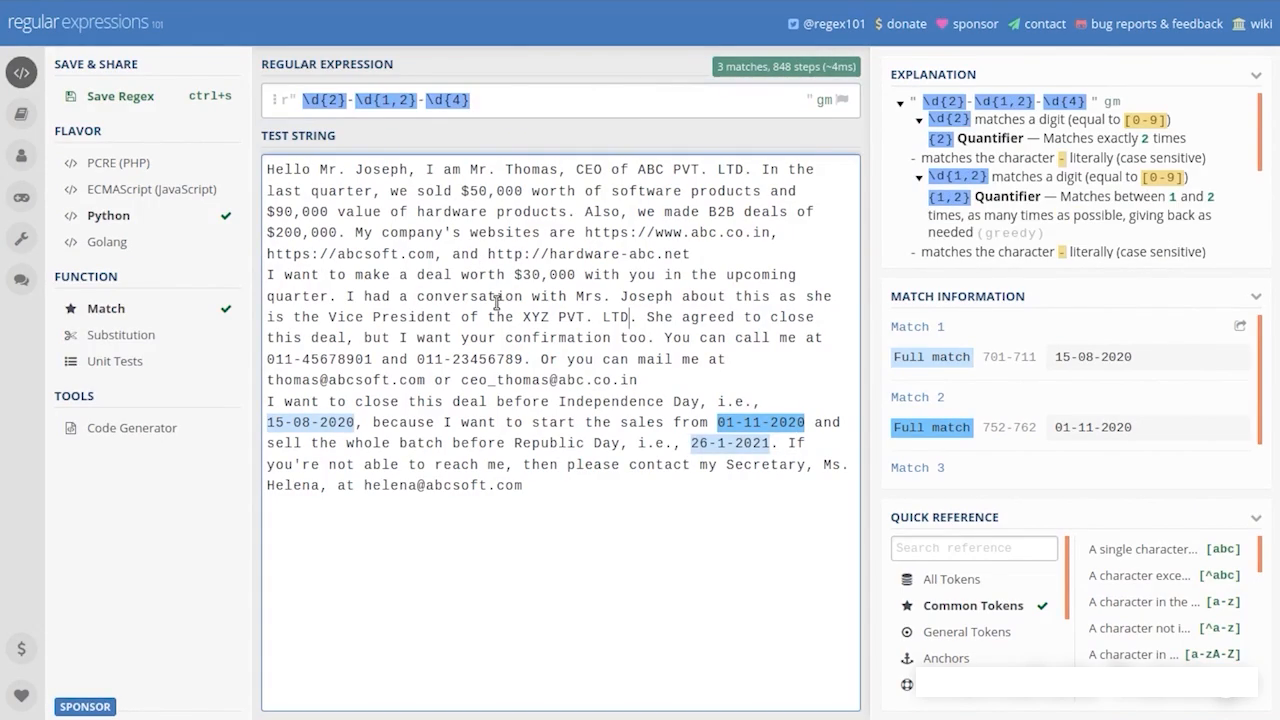 regular expressions 101
@regex101
$ donate
sponsor
contact
bug reports & feedback
wiki
SAVE & SHARE
Save Regex ctrl+s
FLAVOR
</> PCRE (PHP)
</> ECMAScript (JavaScript)
</> Python
</> Golang
FUNCTION
Match
Substitution
Unit Tests
TOOLS
</> Code Generator
SPONSOR
REGULAR EXPRESSION
3 matches, 848 steps (~4ms)
r" \d{2}-\d{1,2}-\d{4} " gm
TEST STRING
Hello Mr. Joseph, I am Mr. Thomas, CEO of ABC PVT. LTD. In the
last quarter, we sold $50,000 worth of software products and
$90,000 value of hardware products. Also, we made B2B deals of
$200,000. My company's websites are https://www.abc.co.in,
https://abcsoft.com, and http://hardware-abc.net
I want to make a deal worth $30,000 with you in the upcoming
quarter. I had a conversation with Mrs. Joseph about this as she
is the Vice President of the XYZ PVT. LTD. She agreed to close
this deal, but I want your confirmation too. You can call me at
011-45678901 and 011-23456789. Or you can mail me at
thomas@abcsoft.com or ceo_thomas@abc.co.in
I want to close this deal before Independence Day, i.e.,
15-08-2020, because I want to start the sales from 01-11-2020 and
sell the whole batch before Republic Day, i.e., 26-1-2021. If
you're not able to reach me, then please contact my Secretary, Ms.
Helena, at helena@abcsoft.com
EXPLANATION
" \d{2}-\d{1,2}-\d{4} " gm
\d{2} matches a digit (equal to [0-9])
{2} Quantifier — Matches exactly 2 times
- matches the character - literally (case sensitive)
\d{1,2} matches a digit (equal to [0-9])
{1,2} Quantifier — Matches between 1 and 2
times, as many times as possible, giving back as
needed (greedy)
- matches the character - literally (case sensitive)
MATCH INFORMATION
Match 1
Full match 701-711 15-08-2020
Match 2
Full match 752-762 01-11-2020
Match 3
QUICK REFERENCE
Search reference
All Tokens
Common Tokens
General Tokens
Anchors
A single character... [abc]
A character exce... [^abc]
A character in the ... [a-z]
A character not i... [^a-z]
A character in ... [a-zA-Z]